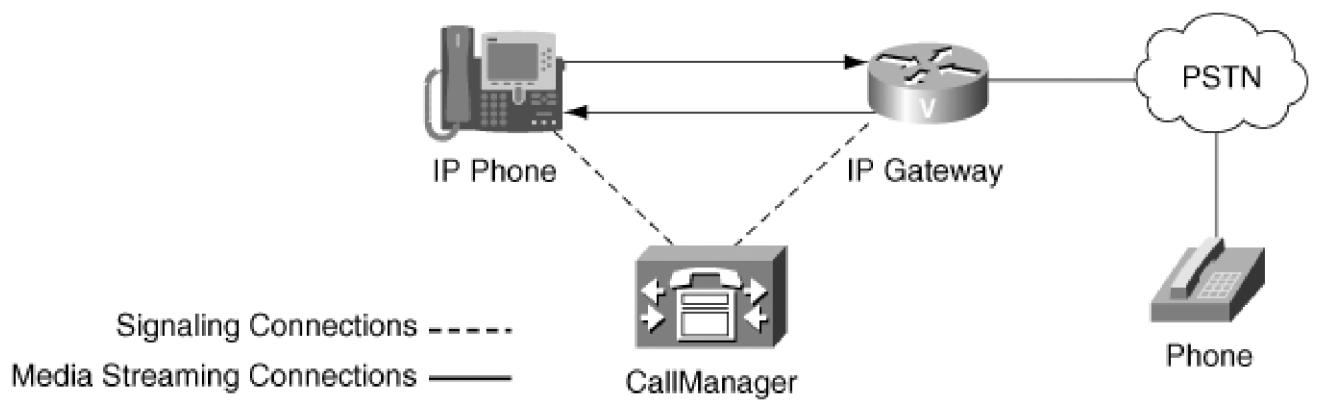 PSTN
V
IP Phone
IP Gateway
Signaling Connections
Media Streaming Connections
CallManager
Phone